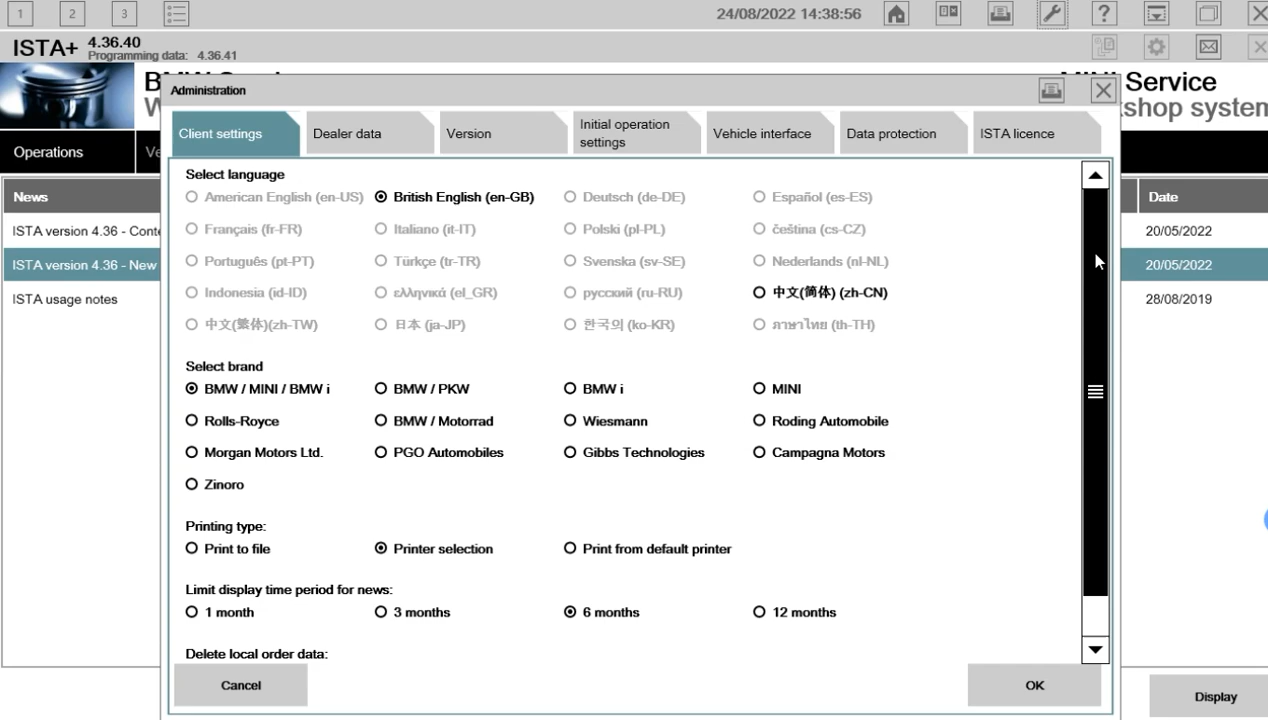 1 2 3 24/08/2022 14:38:56 ?
ISTA+ 4.36.40
Programming data: 4.36.41
Service
shop system
Administration
Client settings Dealer data Version Initial operation settings Vehicle interface Data protection ISTA licence
Operations
News Date
ISTA version 4.36 - Conte 20/05/2022
ISTA version 4.36 - New 20/05/2022
ISTA usage notes 28/08/2019
Select language
American English (en-US) British English (en-GB) Deutsch (de-DE) Español (es-ES)
Français (fr-FR) Italiano (it-IT) Polski (pl-PL) čeština (cs-CZ)
Português (pt-PT) Türkçe (tr-TR) Svenska (sv-SE) Nederlands (nl-NL)
Indonesia (id-ID) ελληνικά (el_GR) русский (ru-RU) 中文(简体) (zh-CN)
中文(繁体)(zh-TW) 日本 (ja-JP) 한국의 (ko-KR) ภาษาไทย (th-TH)
Select brand
BMW / MINI / BMW i BMW / PKW BMW i MINI
Rolls-Royce BMW / Motorrad Wiesmann Roding Automobile
Morgan Motors Ltd. PGO Automobiles Gibbs Technologies Campagna Motors
Zinoro
Printing type:
Print to file Printer selection Print from default printer
Limit display time period for news:
1 month 3 months 6 months 12 months
Delete local order data:
Cancel OK
Display